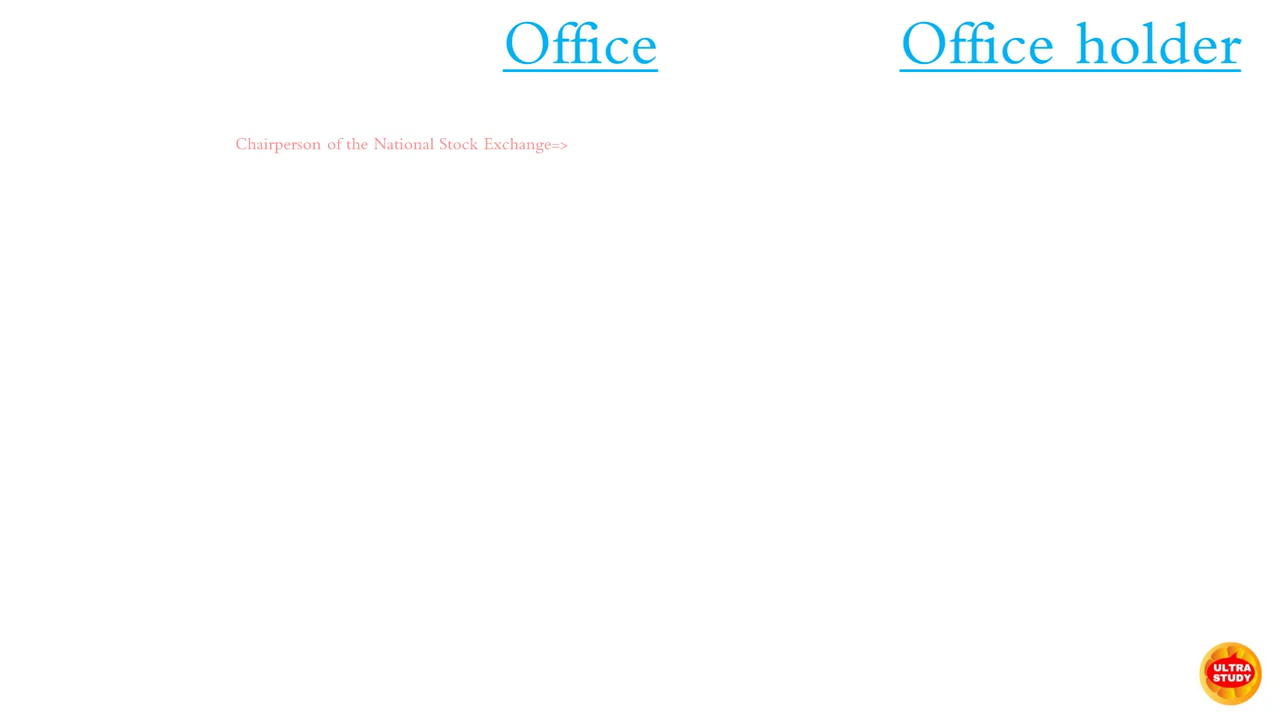 Office Office holder
Chairperson of the National Stock Exchange=>
ULTRA
STUDY